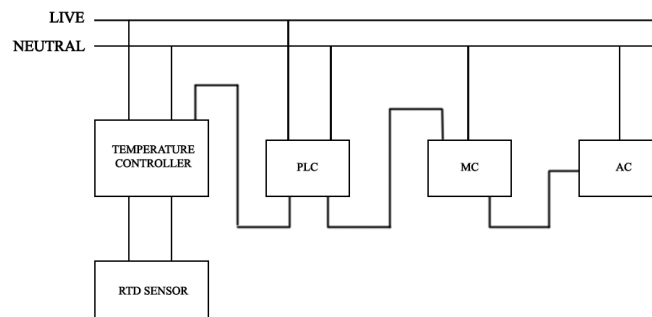 LIVE
NEUTRAL
TEMPERATURE
CONTROLLER
PLC
MC
AC
RTD SENSOR